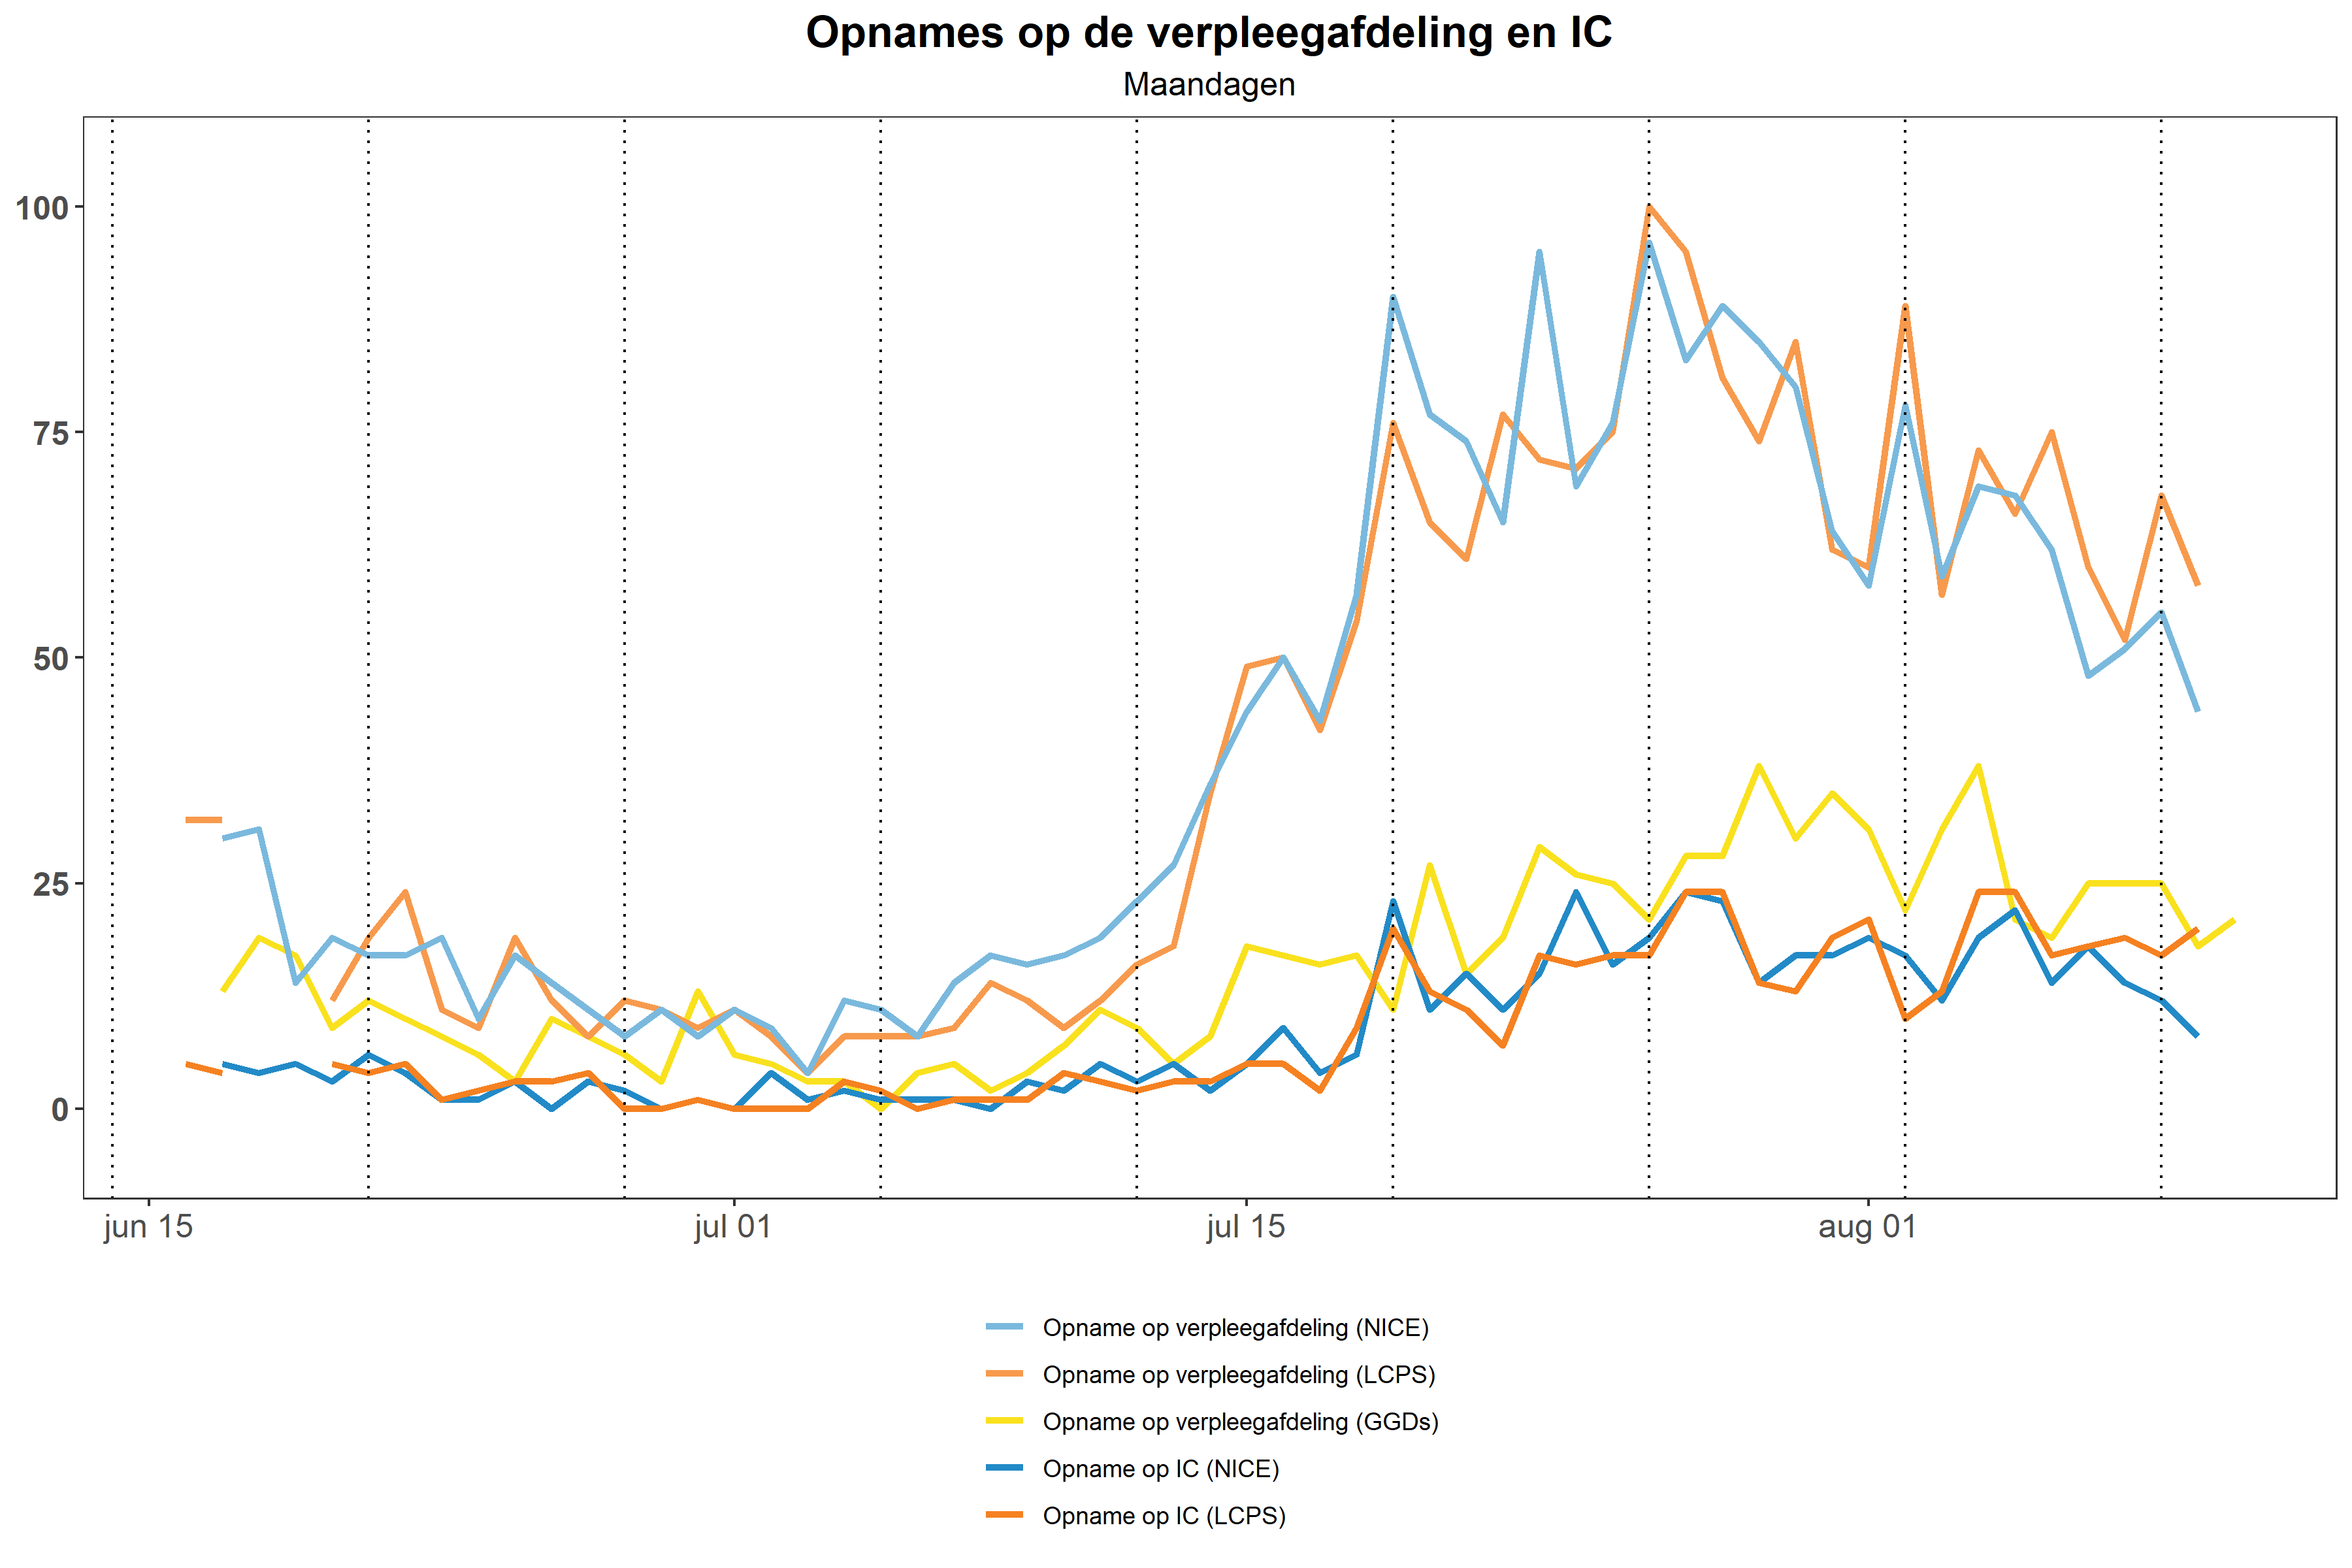 Opnames op de verpleegafdeling en IC
Maandagen
100
75
50
25
0
jun 15
jul 01
jul 15
aug 01
Opname op verpleegafdeling (NICE)
Opname op verpleegafdeling (LCPS)
Opname op verpleegafdeling (GGDs)
Opname op IC (NICE)
Opname op IC (LCPS)